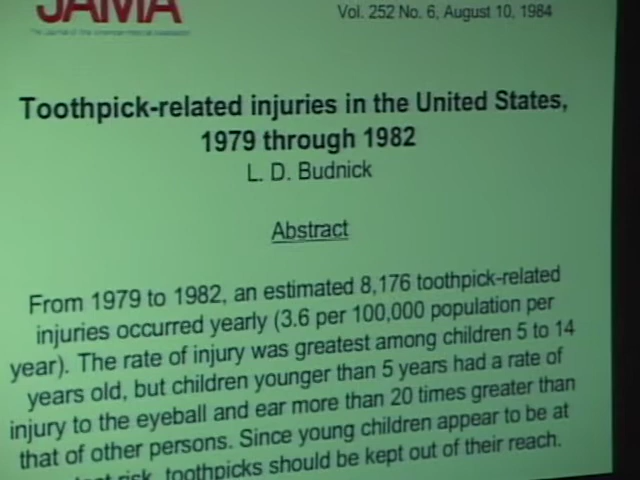 JAMA
Vol. 252 No. 6, August 10, 1984
Toothpick-related injuries in the United States,
1979 through 1982
L. D. Budnick
Abstract
From 1979 to 1982, an estimated 8,176 toothpick-related
injuries occurred yearly (3.6 per 100,000 population per
year). The rate of injury was greatest among children 5 to 14
years old, but children younger than 5 years had a rate of
injury to the eyeball and ear more than 20 times greater than
that of other persons. Since young children appear to be at
risk, toothpicks should be kept out of their reach.